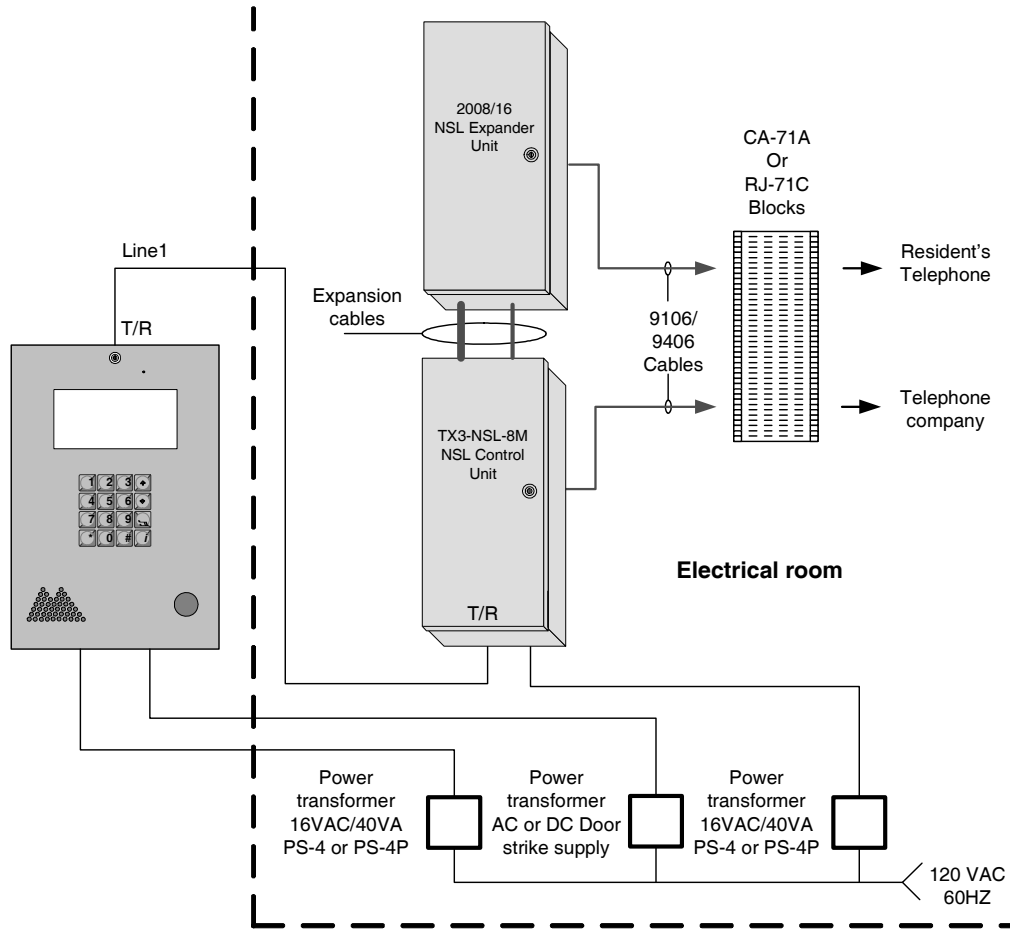 2008/16
NSL Expander
Unit
CA-71A
Or
RJ-71C
Blocks
Line1
Resident's
Telephone
Expansion
cables
9106/
9406
Cables
T/R
Telephone
company
TX3-NSL-8M
NSL Control
Unit
1 2 3
4 5 6
7 8 9
* 0 # i
Electrical room
T/R
Power
transformer
16VAC/40VA
PS-4 or PS-4P
Power
transformer
AC or DC Door
strike supply
Power
transformer
16VAC/40VA
PS-4 or PS-4P
120 VAC
60HZ